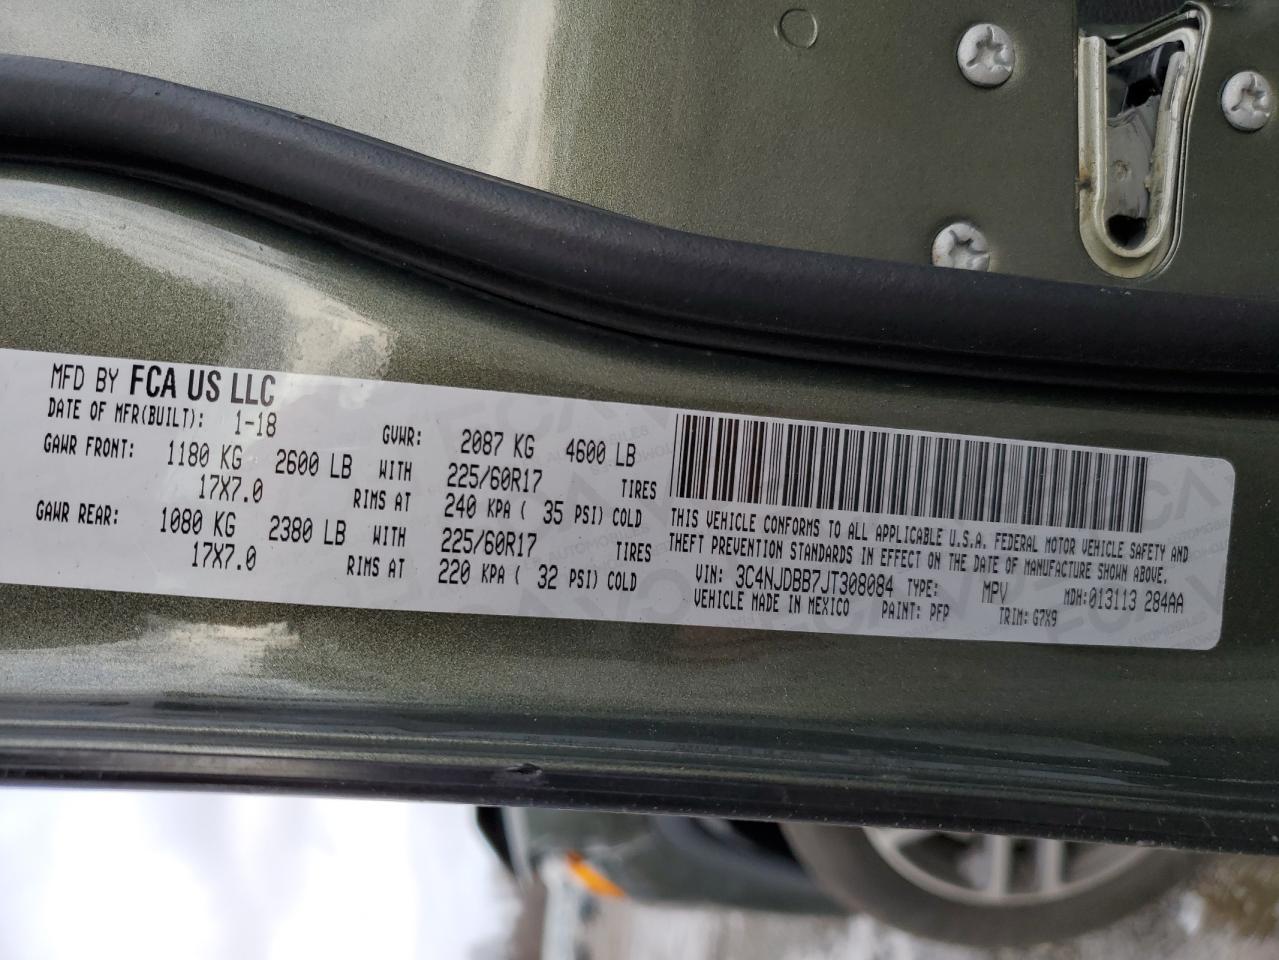 MFD BY FCA US LLC
DATE OF MFR(BUILT): 1-18 GVWR: 2087 KG 4600 LB
GAWR FRONT: 1180 KG 2600 LB WITH 225/60R17 TIRES
17X7.0 RIMS AT 240 KPA ( 35 PSI) COLD
GAWR REAR: 1080 KG 2380 LB WITH 225/60R17 TIRES
17X7.0 RIMS AT 220 KPA ( 32 PSI) COLD
THIS VEHICLE CONFORMS TO ALL APPLICABLE U.S.A. FEDERAL MOTOR VEHICLE SAFETY AND
THEFT PREVENTION STANDARDS IN EFFECT ON THE DATE OF MANUFACTURE SHOWN ABOVE.
VIN: 3C4NJDBB7JT308084 TYPE: MPV MDH:013113 284AA
VEHICLE MADE IN MEXICO PAINT: PFP TRIM: G7X9